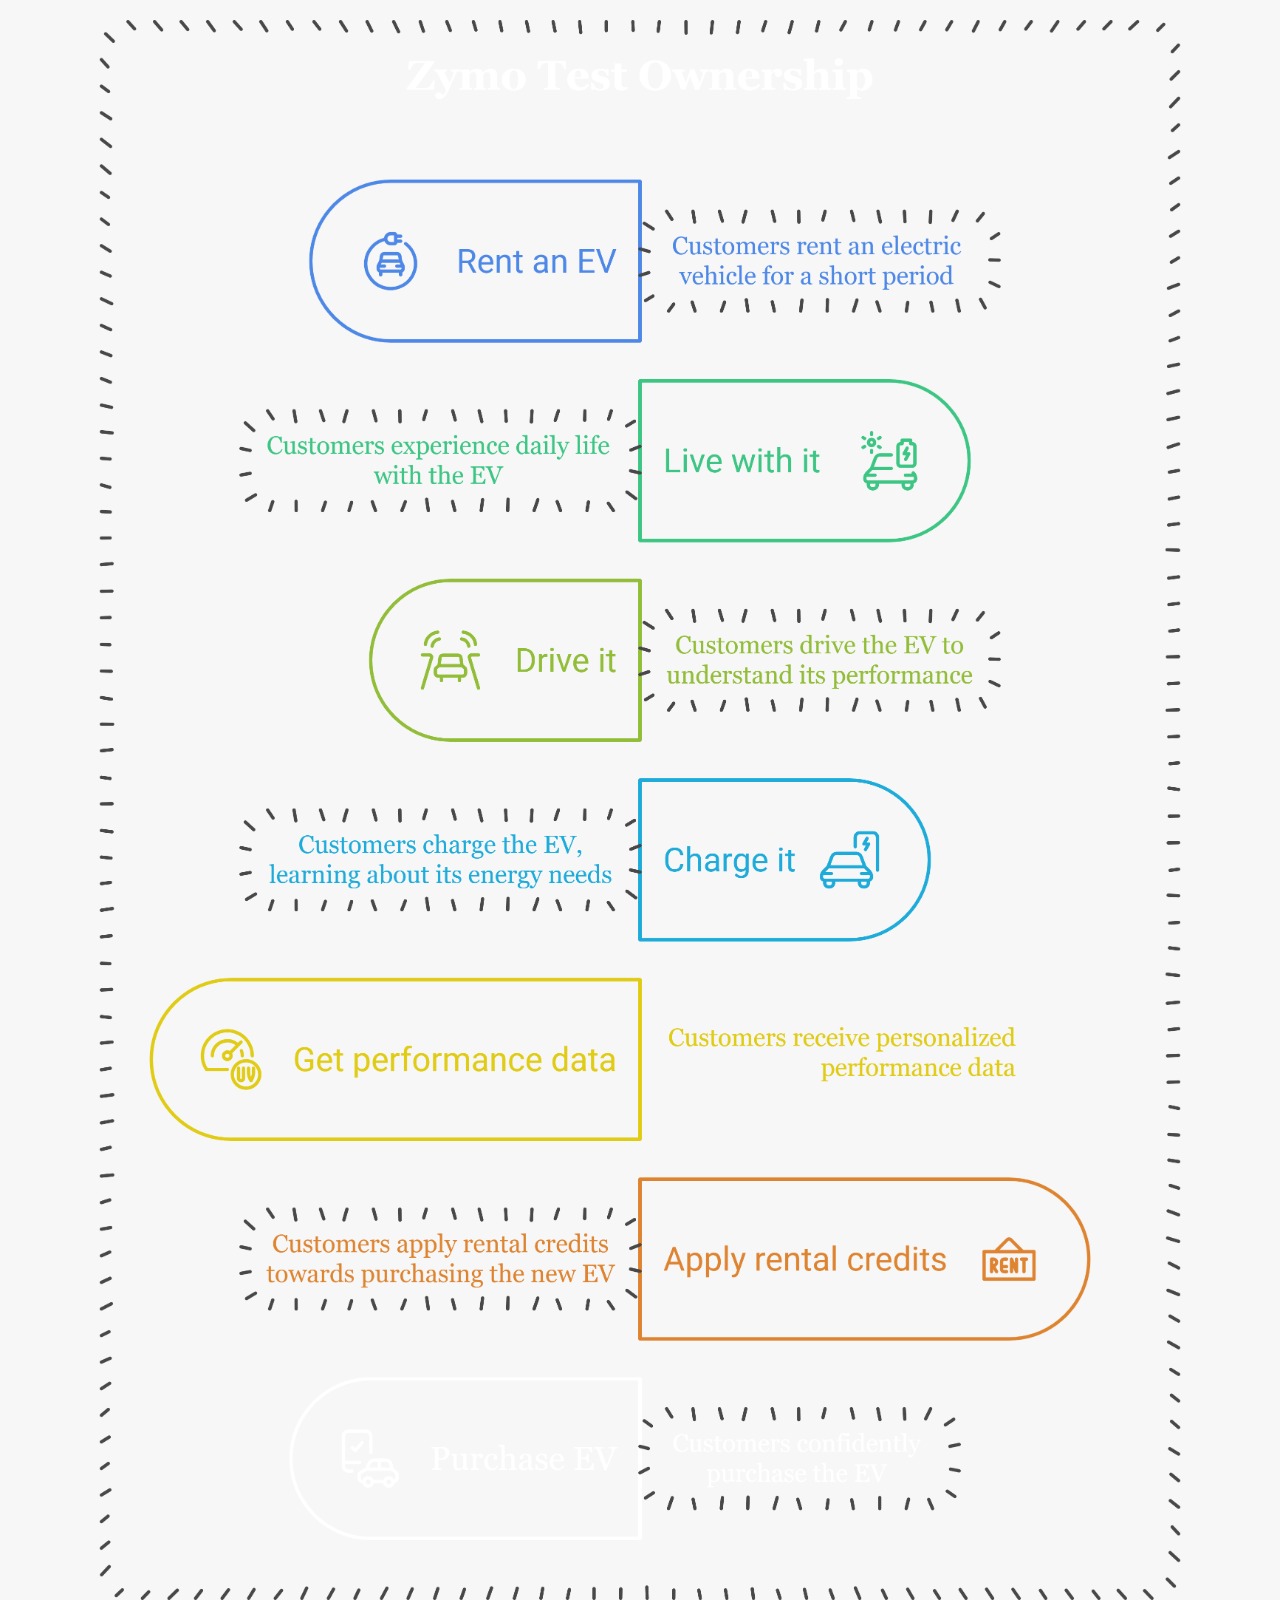 Zymo Test Ownership
Rent an EV
Customers rent an electric
vehicle for a short period
Customers experience daily life
with the EV
Live with it
Drive it
Customers drive the EV to
understand its performance
Customers charge the EV,
learning about its energy needs
Charge it
UV
Get performance data
Customers receive personalized
performance data
Customers apply rental credits
towards purchasing the new EV
Apply rental credits
RENT
Purchase EV
Customers confidently
purchase the EV